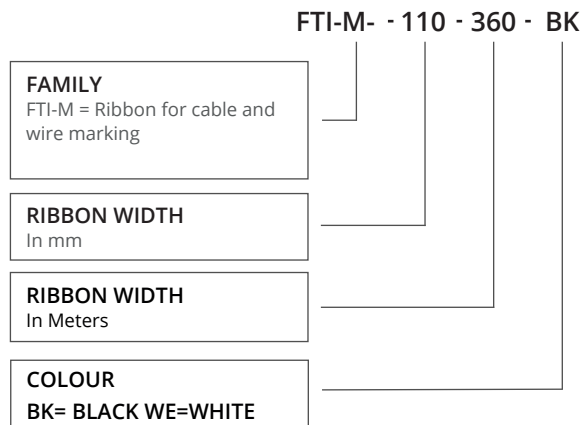 FTI-M- - 110 - 360 - BK
FAMILY
FTI-M = Ribbon for cable and
wire marking
RIBBON WIDTH
In mm
RIBBON WIDTH
In Meters
COLOUR
BK= BLACK WE=WHITE